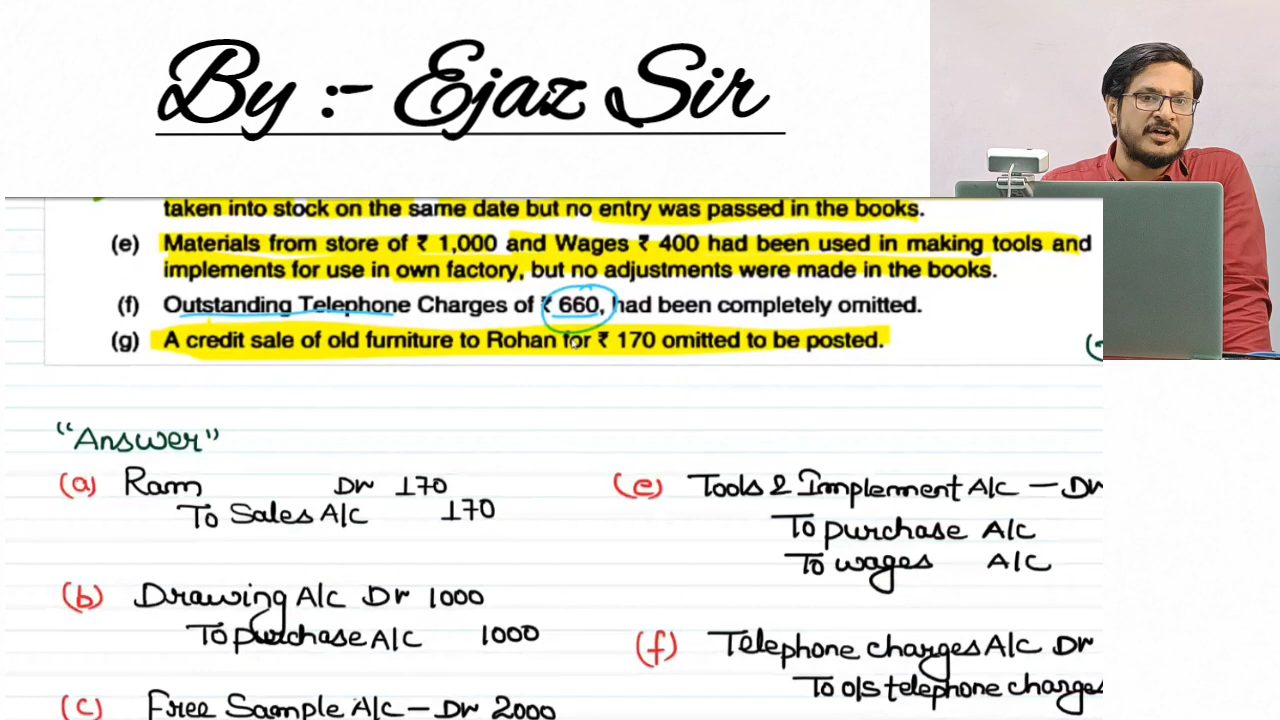 By :- Ejaz Sir
taken into stock on the same date but no entry was passed in the books.
(e) Materials from store of ₹ 1,000 and Wages ₹ 400 had been used in making tools and
implements for use in own factory, but no adjustments were made in the books.
(f) Outstanding Telephone Charges of ₹ 660, had been completely omitted.
(g) A credit sale of old furniture to Rohan for ₹ 170 omitted to be posted.
"Answer"
(a) Ram Dr 170
To Sales A/c 170
(b) Drawing A/c Dr 1000
To purchase A/c 1000
(c) Free Sample A/c - Dr 2000
(e) Tools & Implement A/c - Dr
To purchase A/c
To wages A/c
(f) Telephone charges A/c Dr
To o/s telephone charges